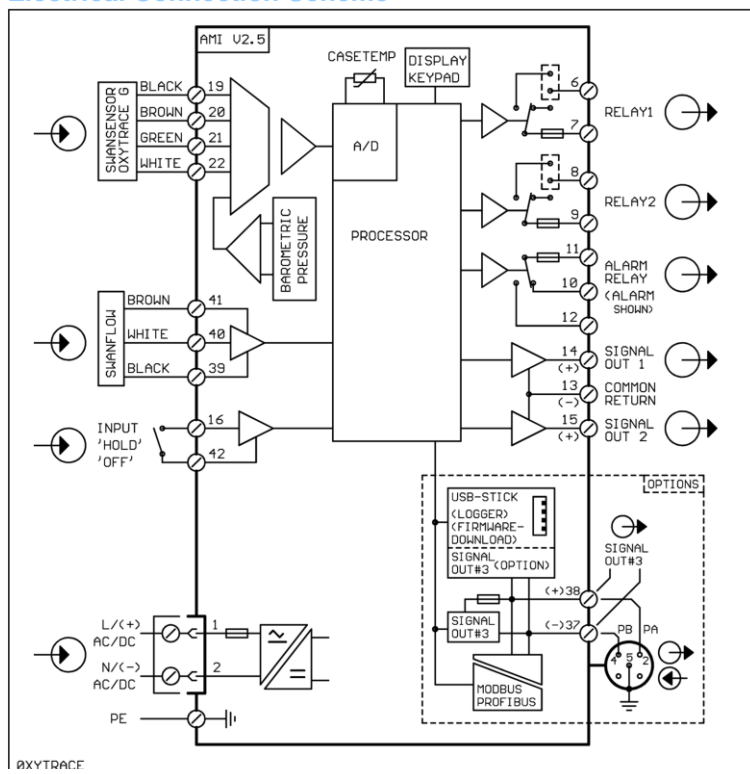 Electrical Connection Scheme
AMI V2.5
CASETEMP
DISPLAY
KEYPAD
SWANSENSOR
OXYTRACE G
BLACK 19
BROWN 20
GREEN 21
WHITE 22
A/D
PROCESSOR
BAROMETRIC
PRESSURE
6
7
RELAY1
8
9
RELAY2
11
10
12
ALARM
RELAY
(ALARM
SHOWN)
SWANFLOW
BROWN 41
WHITE 40
BLACK 39
14
(+)
SIGNAL
OUT 1
13
(-)
COMMON
RETURN
15
(+)
SIGNAL
OUT 2
INPUT
'HOLD'
'OFF'
16
42
OPTIONS
USB-STICK
(LOGGER)
(FIRMWARE-
DOWNLOAD)
SIGNAL
OUT#3 (OPTION)
SIGNAL
OUT#3
(+)38
(-)37
PB PA
4 5 2
SIGNAL
OUT#3
MODBUS
PROFIBUS
L/(+)
AC/DC
1
N/(-)
AC/DC
2
PE
ØXYTRACE